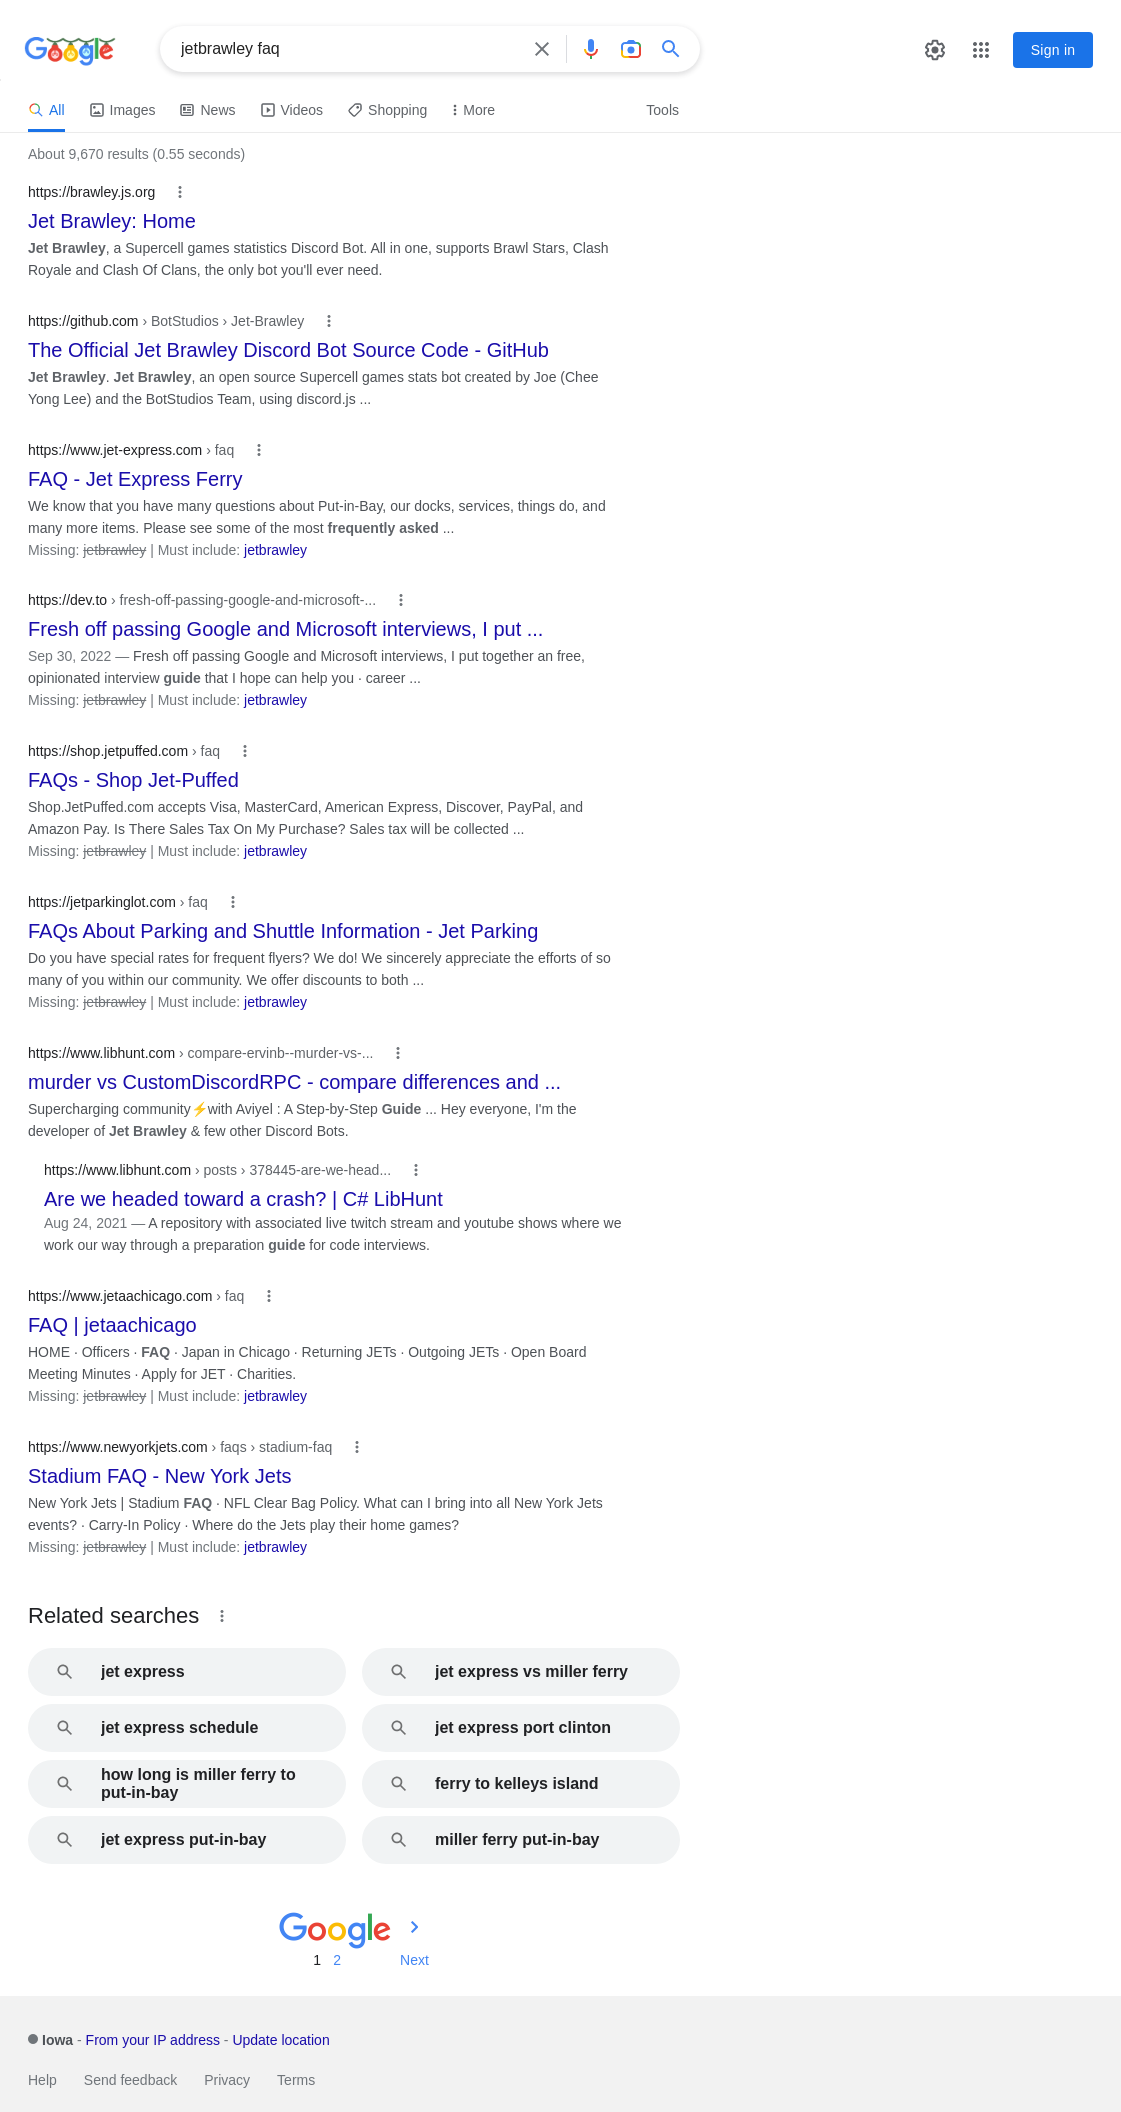 Google
jetbrawley faq
Sign in
All
Images
News
Videos
Shopping
More
Tools
About 9,670 results (0.55 seconds)
https://brawley.js.org
Jet Brawley: Home
Jet Brawley, a Supercell games statistics Discord Bot. All in one, supports Brawl Stars, Clash
Royale and Clash Of Clans, the only bot you'll ever need.
https://github.com › BotStudios › Jet-Brawley
The Official Jet Brawley Discord Bot Source Code - GitHub
Jet Brawley. Jet Brawley, an open source Supercell games stats bot created by Joe (Chee
Yong Lee) and the BotStudios Team, using discord.js ...
https://www.jet-express.com › faq
FAQ - Jet Express Ferry
We know that you have many questions about Put-in-Bay, our docks, services, things do, and
many more items. Please see some of the most frequently asked ...
Missing: jetbrawley | Must include: jetbrawley
https://dev.to › fresh-off-passing-google-and-microsoft-...
Fresh off passing Google and Microsoft interviews, I put ...
Sep 30, 2022 — Fresh off passing Google and Microsoft interviews, I put together an free,
opinionated interview guide that I hope can help you · career ...
Missing: jetbrawley | Must include: jetbrawley
https://shop.jetpuffed.com › faq
FAQs - Shop Jet-Puffed
Shop.JetPuffed.com accepts Visa, MasterCard, American Express, Discover, PayPal, and
Amazon Pay. Is There Sales Tax On My Purchase? Sales tax will be collected ...
Missing: jetbrawley | Must include: jetbrawley
https://jetparkinglot.com › faq
FAQs About Parking and Shuttle Information - Jet Parking
Do you have special rates for frequent flyers? We do! We sincerely appreciate the efforts of so
many of you within our community. We offer discounts to both ...
Missing: jetbrawley | Must include: jetbrawley
https://www.libhunt.com › compare-ervinb--murder-vs-...
murder vs CustomDiscordRPC - compare differences and ...
Supercharging community⚡with Aviyel : A Step-by-Step Guide ... Hey everyone, I'm the
developer of Jet Brawley & few other Discord Bots.
https://www.libhunt.com › posts › 378445-are-we-head...
Are we headed toward a crash? | C# LibHunt
Aug 24, 2021 — A repository with associated live twitch stream and youtube shows where we
work our way through a preparation guide for code interviews.
https://www.jetaachicago.com › faq
FAQ | jetaachicago
HOME · Officers · FAQ · Japan in Chicago · Returning JETs · Outgoing JETs · Open Board
Meeting Minutes · Apply for JET · Charities.
Missing: jetbrawley | Must include: jetbrawley
https://www.newyorkjets.com › faqs › stadium-faq
Stadium FAQ - New York Jets
New York Jets | Stadium FAQ · NFL Clear Bag Policy. What can I bring into all New York Jets
events? · Carry-In Policy · Where do the Jets play their home games?
Missing: jetbrawley | Must include: jetbrawley
Related searches
jet express
jet express vs miller ferry
jet express schedule
jet express port clinton
how long is miller ferry to
put-in-bay
ferry to kelleys island
jet express put-in-bay
miller ferry put-in-bay
Google
1 2 Next
Iowa - From your IP address - Update location
Help Send feedback Privacy Terms